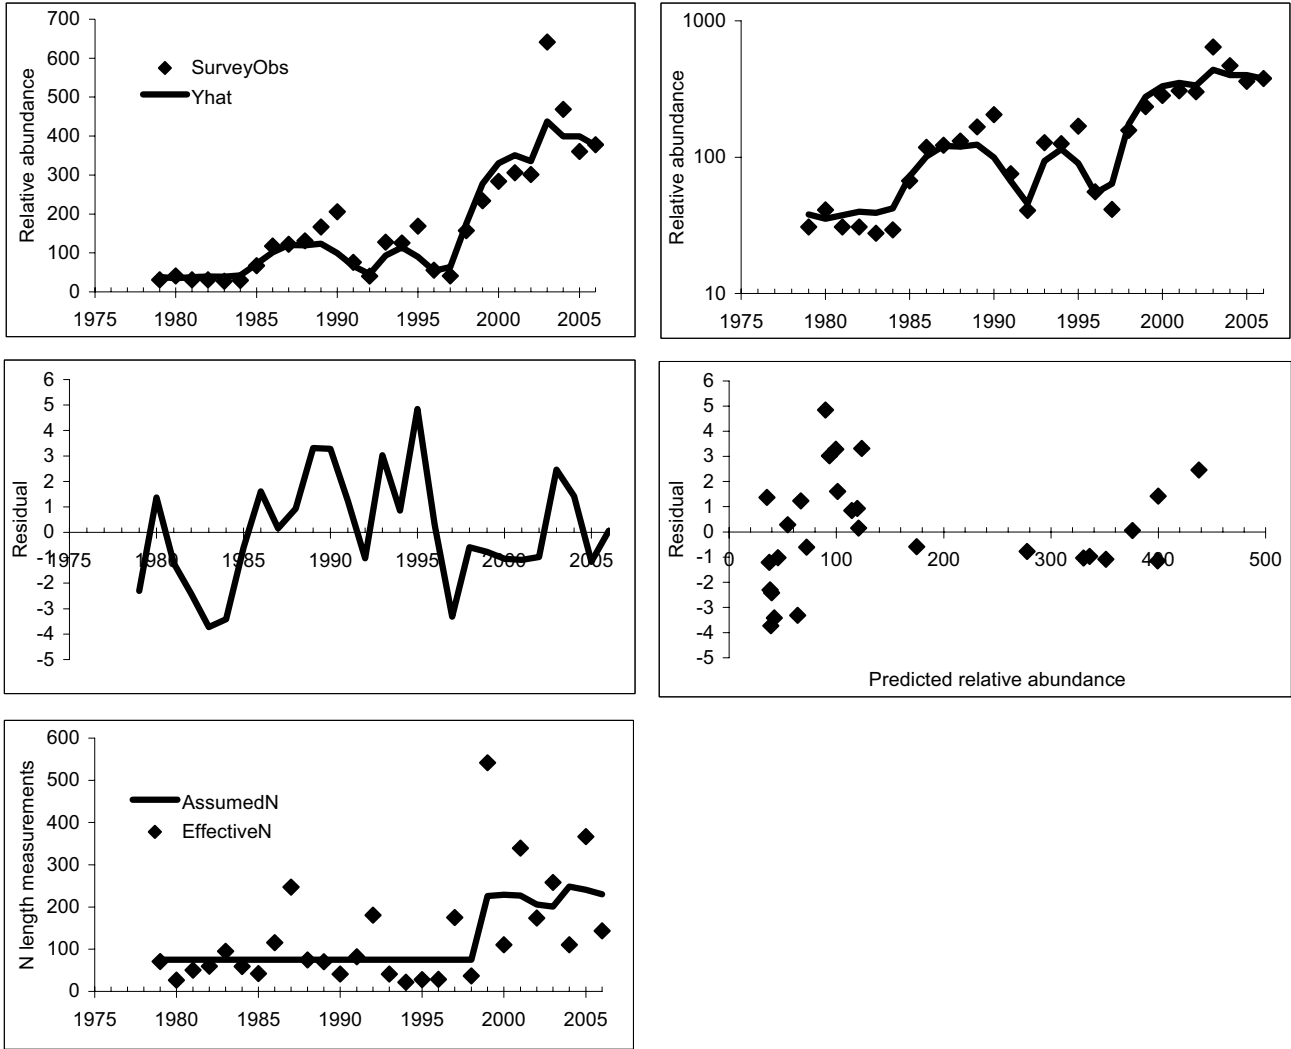 700
600
500
400
300
200
100
0
Relative abundance
SurveyObs
Yhat
1975 1980 1985 1990 1995 2000 2005
1000
100
10
Relative abundance
1975 1980 1985 1990 1995 2000 2005
6
5
4
3
2
1
0
-1
-2
-3
-4
-5
Residual
1975 1980 1985 1990 1995 2000 2005
6
5
4
3
2
1
0
-1
-2
-3
-4
-5
Residual
0 100 200 300 400 500
Predicted relative abundance
600
500
400
300
200
100
0
N length measurements
AssumedN
EffectiveN
1975 1980 1985 1990 1995 2000 2005